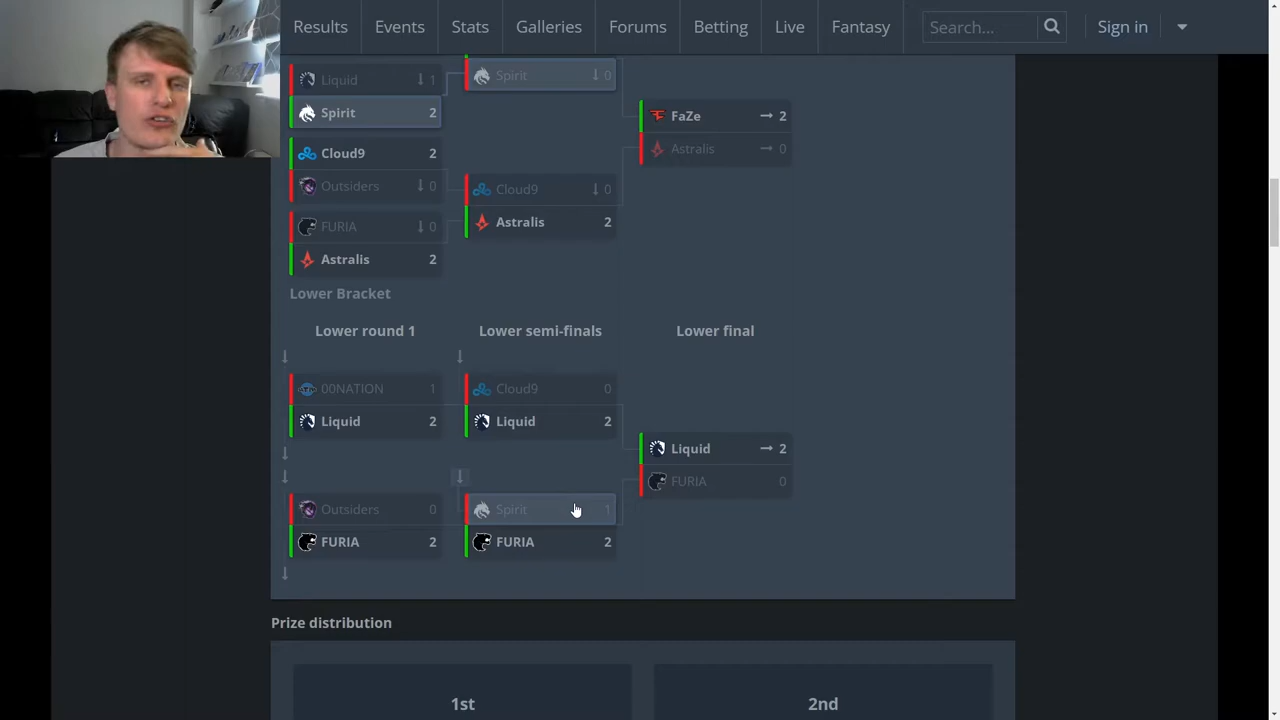 Results Events Stats Galleries Forums Betting Live Fantasy Search... Sign in
Liquid 1
Spirit 2
Cloud9 2
Outsiders 0
FURIA 0
Astralis 2
Spirit 0
Cloud9 0
Astralis 2
FaZe 2
Astralis 0
Lower Bracket
Lower round 1
Lower semi-finals
Lower final
00NATION 1
Liquid 2
Outsiders 0
FURIA 2
Cloud9 0
Liquid 2
Spirit 1
FURIA 2
Liquid 2
FURIA 0
Prize distribution
1st
2nd